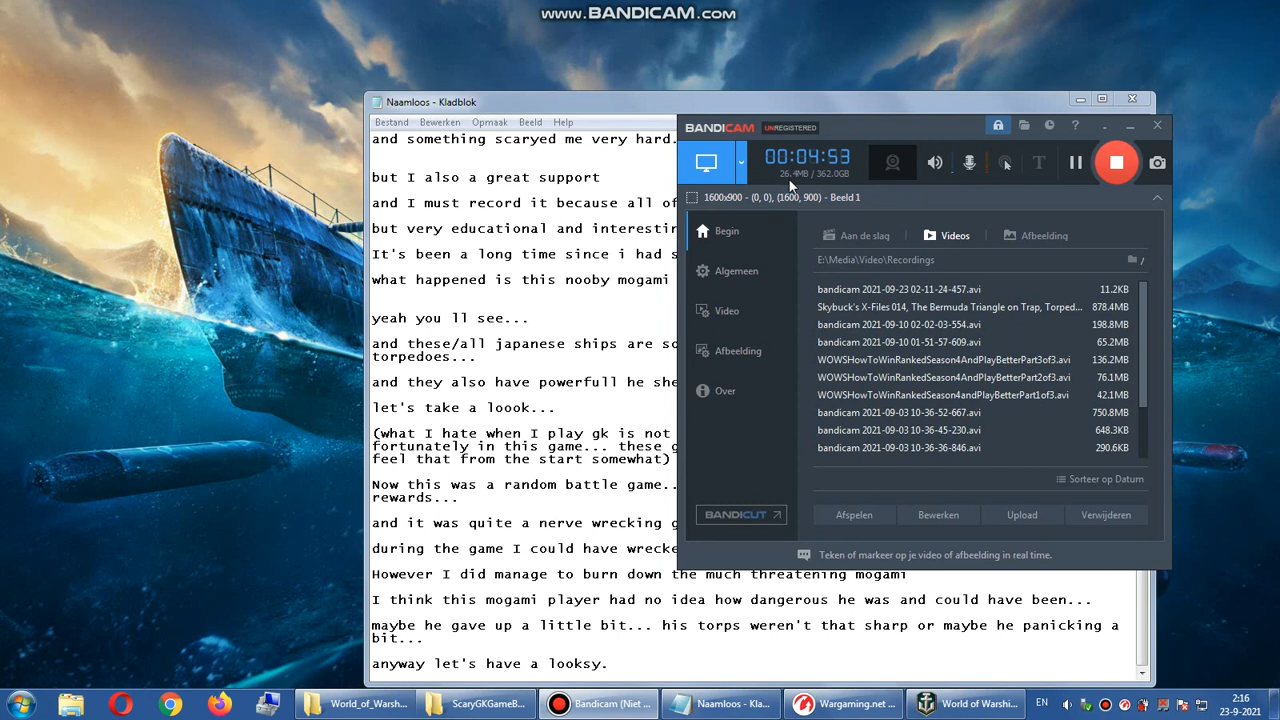 www.BANDICAM.com
Naamloos - Kladblok
Bestand Bewerken Opmaak Beeld Help
and something scaryed me very hard.
but I also a great support
and I must record it because all of
but very educational and interestin
It's been a long time since i had s
what happened is this nooby mogami
yeah you ll see...
and these/all japanese ships are so
torpedoes...
and they also have powerfull he she
let's take a loook...
(what I hate when I play gk is not
fortunately in this game... these g
feel that from the start somewhat)
Now this was a random battle game..
rewards...
and it was quite a nerve wrecking g
during the game I could have wrecke
However I did manage to burn down the much threatening mogami
I think this mogami player had no idea how dangerous he was and could have been...
maybe he gave up a little bit... his torps weren't that sharp or maybe he panicking a
bit...
anyway let's have a looksy.
BANDICAM UNREGISTERED
00:04:53
26.4MB / 362.0GB
1600x900 - (0, 0), (1600, 900) - Beeld 1
Begin
Algemeen
Video
Afbeelding
Over
BANDICUT
Aan de slag Videos Afbeelding
E:\Media\Video\Recordings
bandicam 2021-09-23 02-11-24-457.avi 11.2KB
Skybuck's X-Files 014, The Bermuda Triangle on Trap, Torped... 878.4MB
bandicam 2021-09-10 02-02-03-554.avi 198.8MB
bandicam 2021-09-10 01-51-57-609.avi 65.2MB
WOWSHowToWinRankedSeason4AndPlayBetterPart3of3.avi 136.2MB
WOWSHowToWinRankedSeason4AndPlayBetterPart2of3.avi 76.1MB
WOWSHowToWinRankedSeason4andPlayBetterPart1of3.avi 42.1MB
bandicam 2021-09-03 10-36-52-667.avi 750.8MB
bandicam 2021-09-03 10-36-45-230.avi 648.3KB
bandicam 2021-09-03 10-36-36-846.avi 290.6KB
Sorteer op Datum
Afspelen Bewerken Upload Verwijderen
Teken of markeer op je video of afbeelding in real time.
World_of_Warsh... ScaryGKGameB... Bandicam (Niet ... Naamloos - Kla... Wargaming.net ... World of Warshi... EN 2:16
23-9-2021